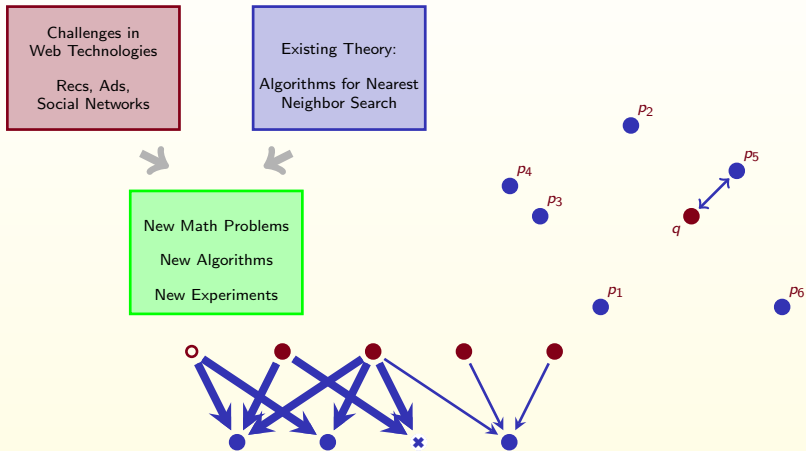 Challenges in
Web Technologies
Recs, Ads,
Social Networks
Existing Theory:
Algorithms for Nearest
Neighbor Search
New Math Problems
New Algorithms
New Experiments
p2
p5
p4
p3
q
p1
p6